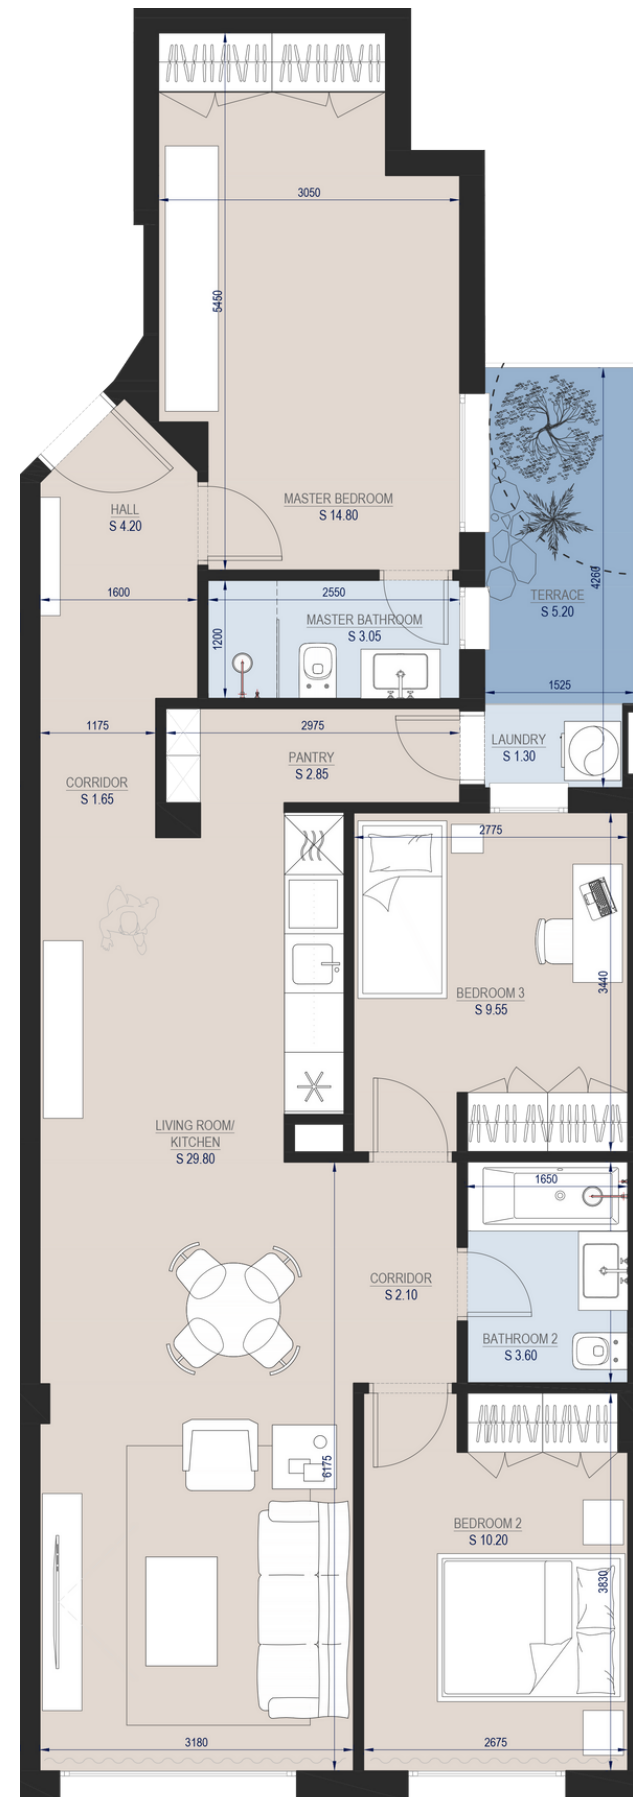 3050
5450
MASTER BEDROOM
S 14.80
HALL
S 4.20
1600
2550
1200
MASTER BATHROOM
S 3.05
TERRACE
S 5.20
4260
1525
1175
2975
CORRIDOR
S 1.65
PANTRY
S 2.85
LAUNDRY
S 1.30
2775
3440
BEDROOM 3
S 9.55
LIVING ROOM/
KITCHEN
S 29.80
1650
CORRIDOR
S 2.10
BATHROOM 2
S 3.60
6175
BEDROOM 2
S 10.20
3830
3180
2675